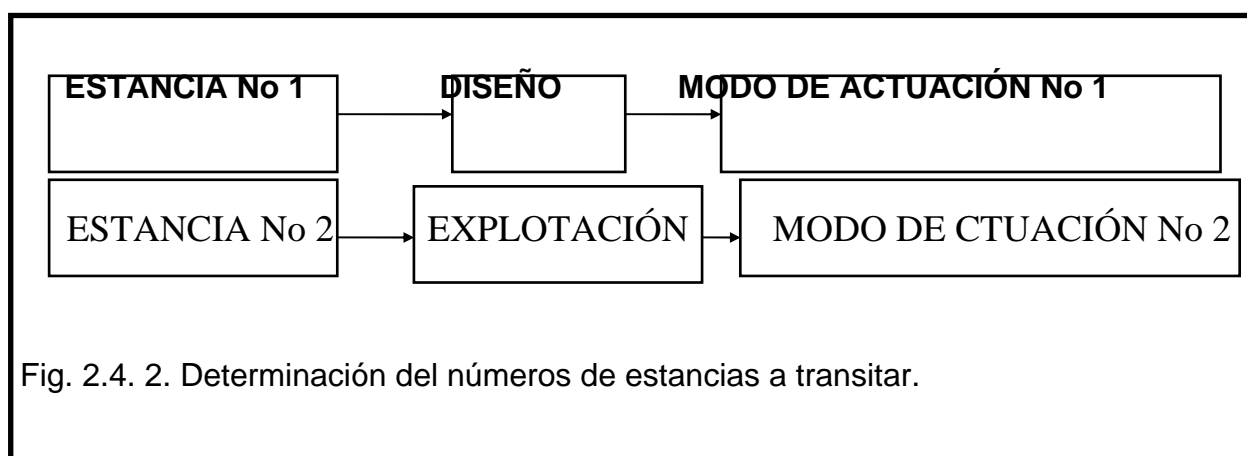 ESTANCIA No 1 DISEÑO MODO DE ACTUACIÓN No 1
ESTANCIA No 2 EXPLOTACIÓN MODO DE CTUACIÓN No 2
Fig. 2.4. 2. Determinación del números de estancias a transitar.